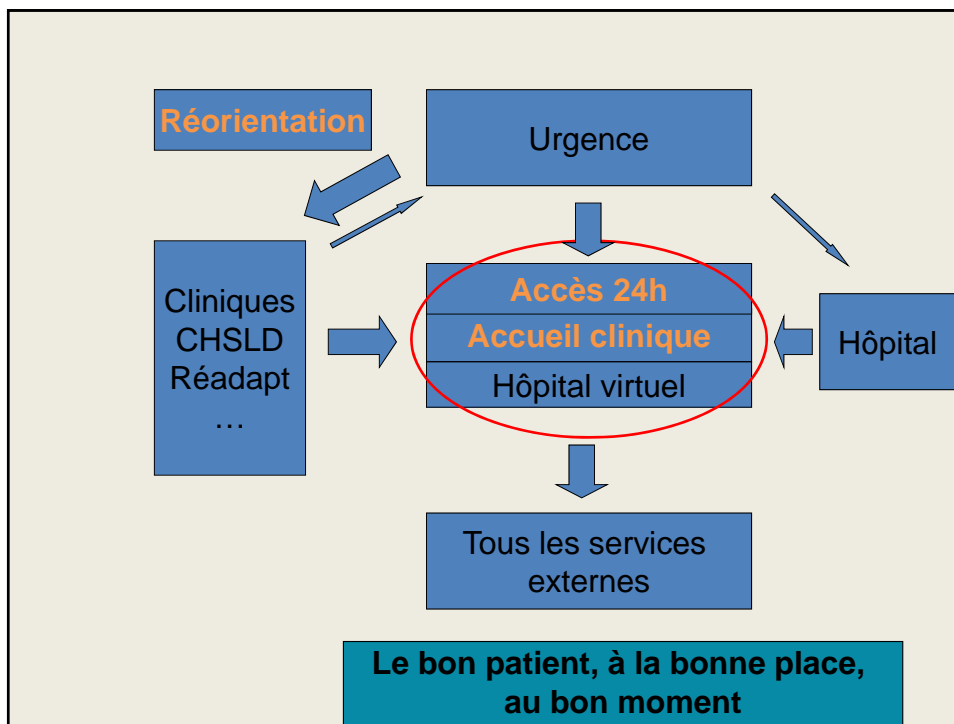 Réorientation
Urgence
Accès 24h
Accueil clinique
Hôpital virtuel
Cliniques
CHSLD
Réadapt
…
Hôpital
Tous les services
externes
Le bon patient, à la bonne place,
au bon moment